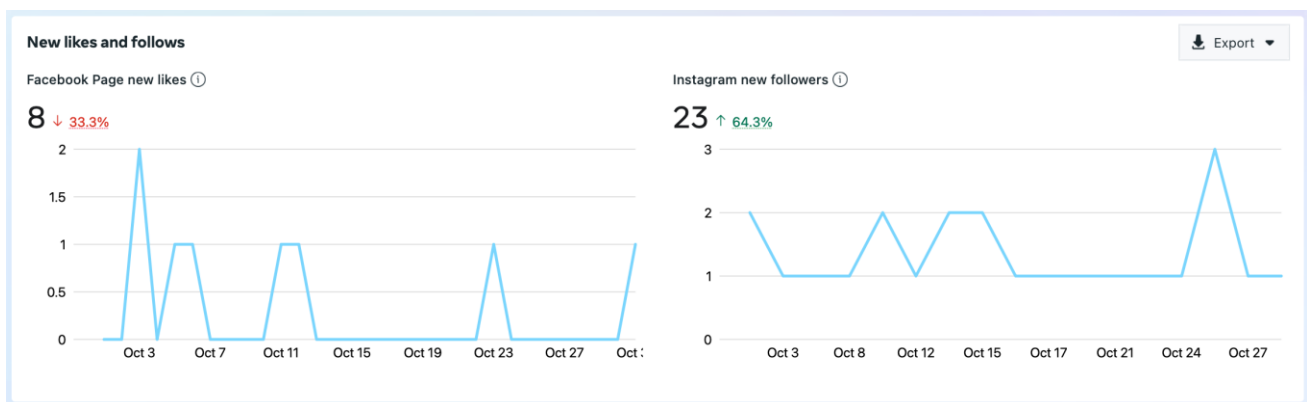 New likes and follows
Export
Facebook Page new likes
8 ↓ 33.3%
2
1.5
1
0.5
0
Oct 3 Oct 7 Oct 11 Oct 15 Oct 19 Oct 23 Oct 27 Oct
Instagram new followers
23 ↑ 64.3%
3
2
1
0
Oct 3 Oct 8 Oct 12 Oct 15 Oct 17 Oct 21 Oct 24 Oct 27